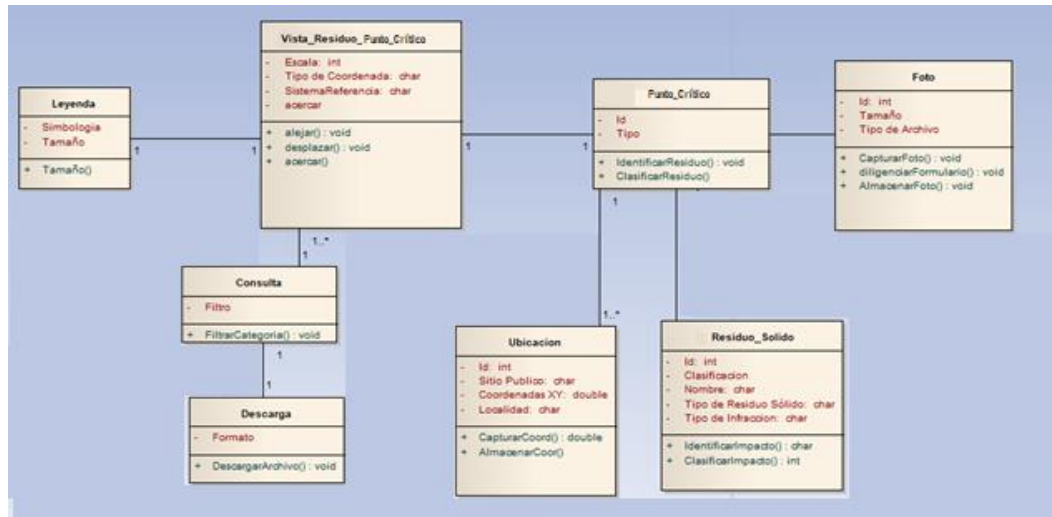 Leyenda
- Simbologia
- Tamaño
+ Tamaño()
1
1
Vista_Residuo_Punto_Crítico
- Escala: int
- Tipo de Coordenada: char
- SistemaReferencia: char
- acercar
+ alejar() : void
+ desplazar() : void
+ acercar()
1
1
Punto_Crítico
- Id
- Tipo
+ IdentificarResiduo() : void
+ ClasificarResiduo()
Foto
- Id: int
- Tamaño
- Tipo de Archivo
+ CapturarFoto() : void
+ diligenciarFormulario() : void
+ AlmacenarFoto() : void
1..*
1
Consulta
- Filtro
+ FiltrarCategoria() : void
1
1
Descarga
- Formato
+ DescargarArchivo() : void
1
1..*
Ubicacion
- Id: int
- Sitio Publico: char
- Coordenadas XY: double
- Localidad: char
+ CapturarCoord() : double
+ AlmacenarCoor()
Residuo_Solido
- Id: int
- Clasificacion
- Nombre: char
- Tipo de Residuo Sólido: char
- Tipo de Infraccion: char
+ IdentificarImpacto() : char
+ ClasificarImpacto() : int